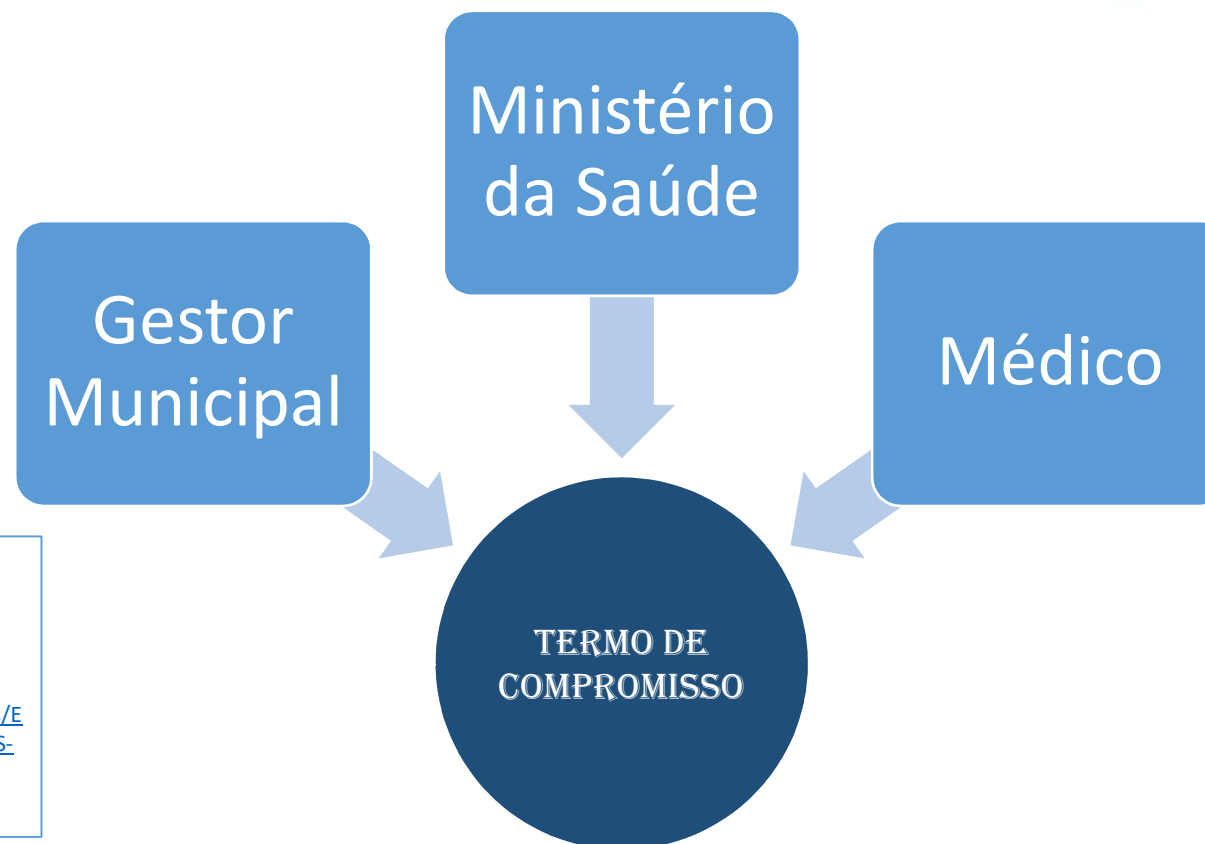 Ministério
da Saúde
Gestor
Municipal
Médico
TERMO DE
COMPROMISSO
/E
S-